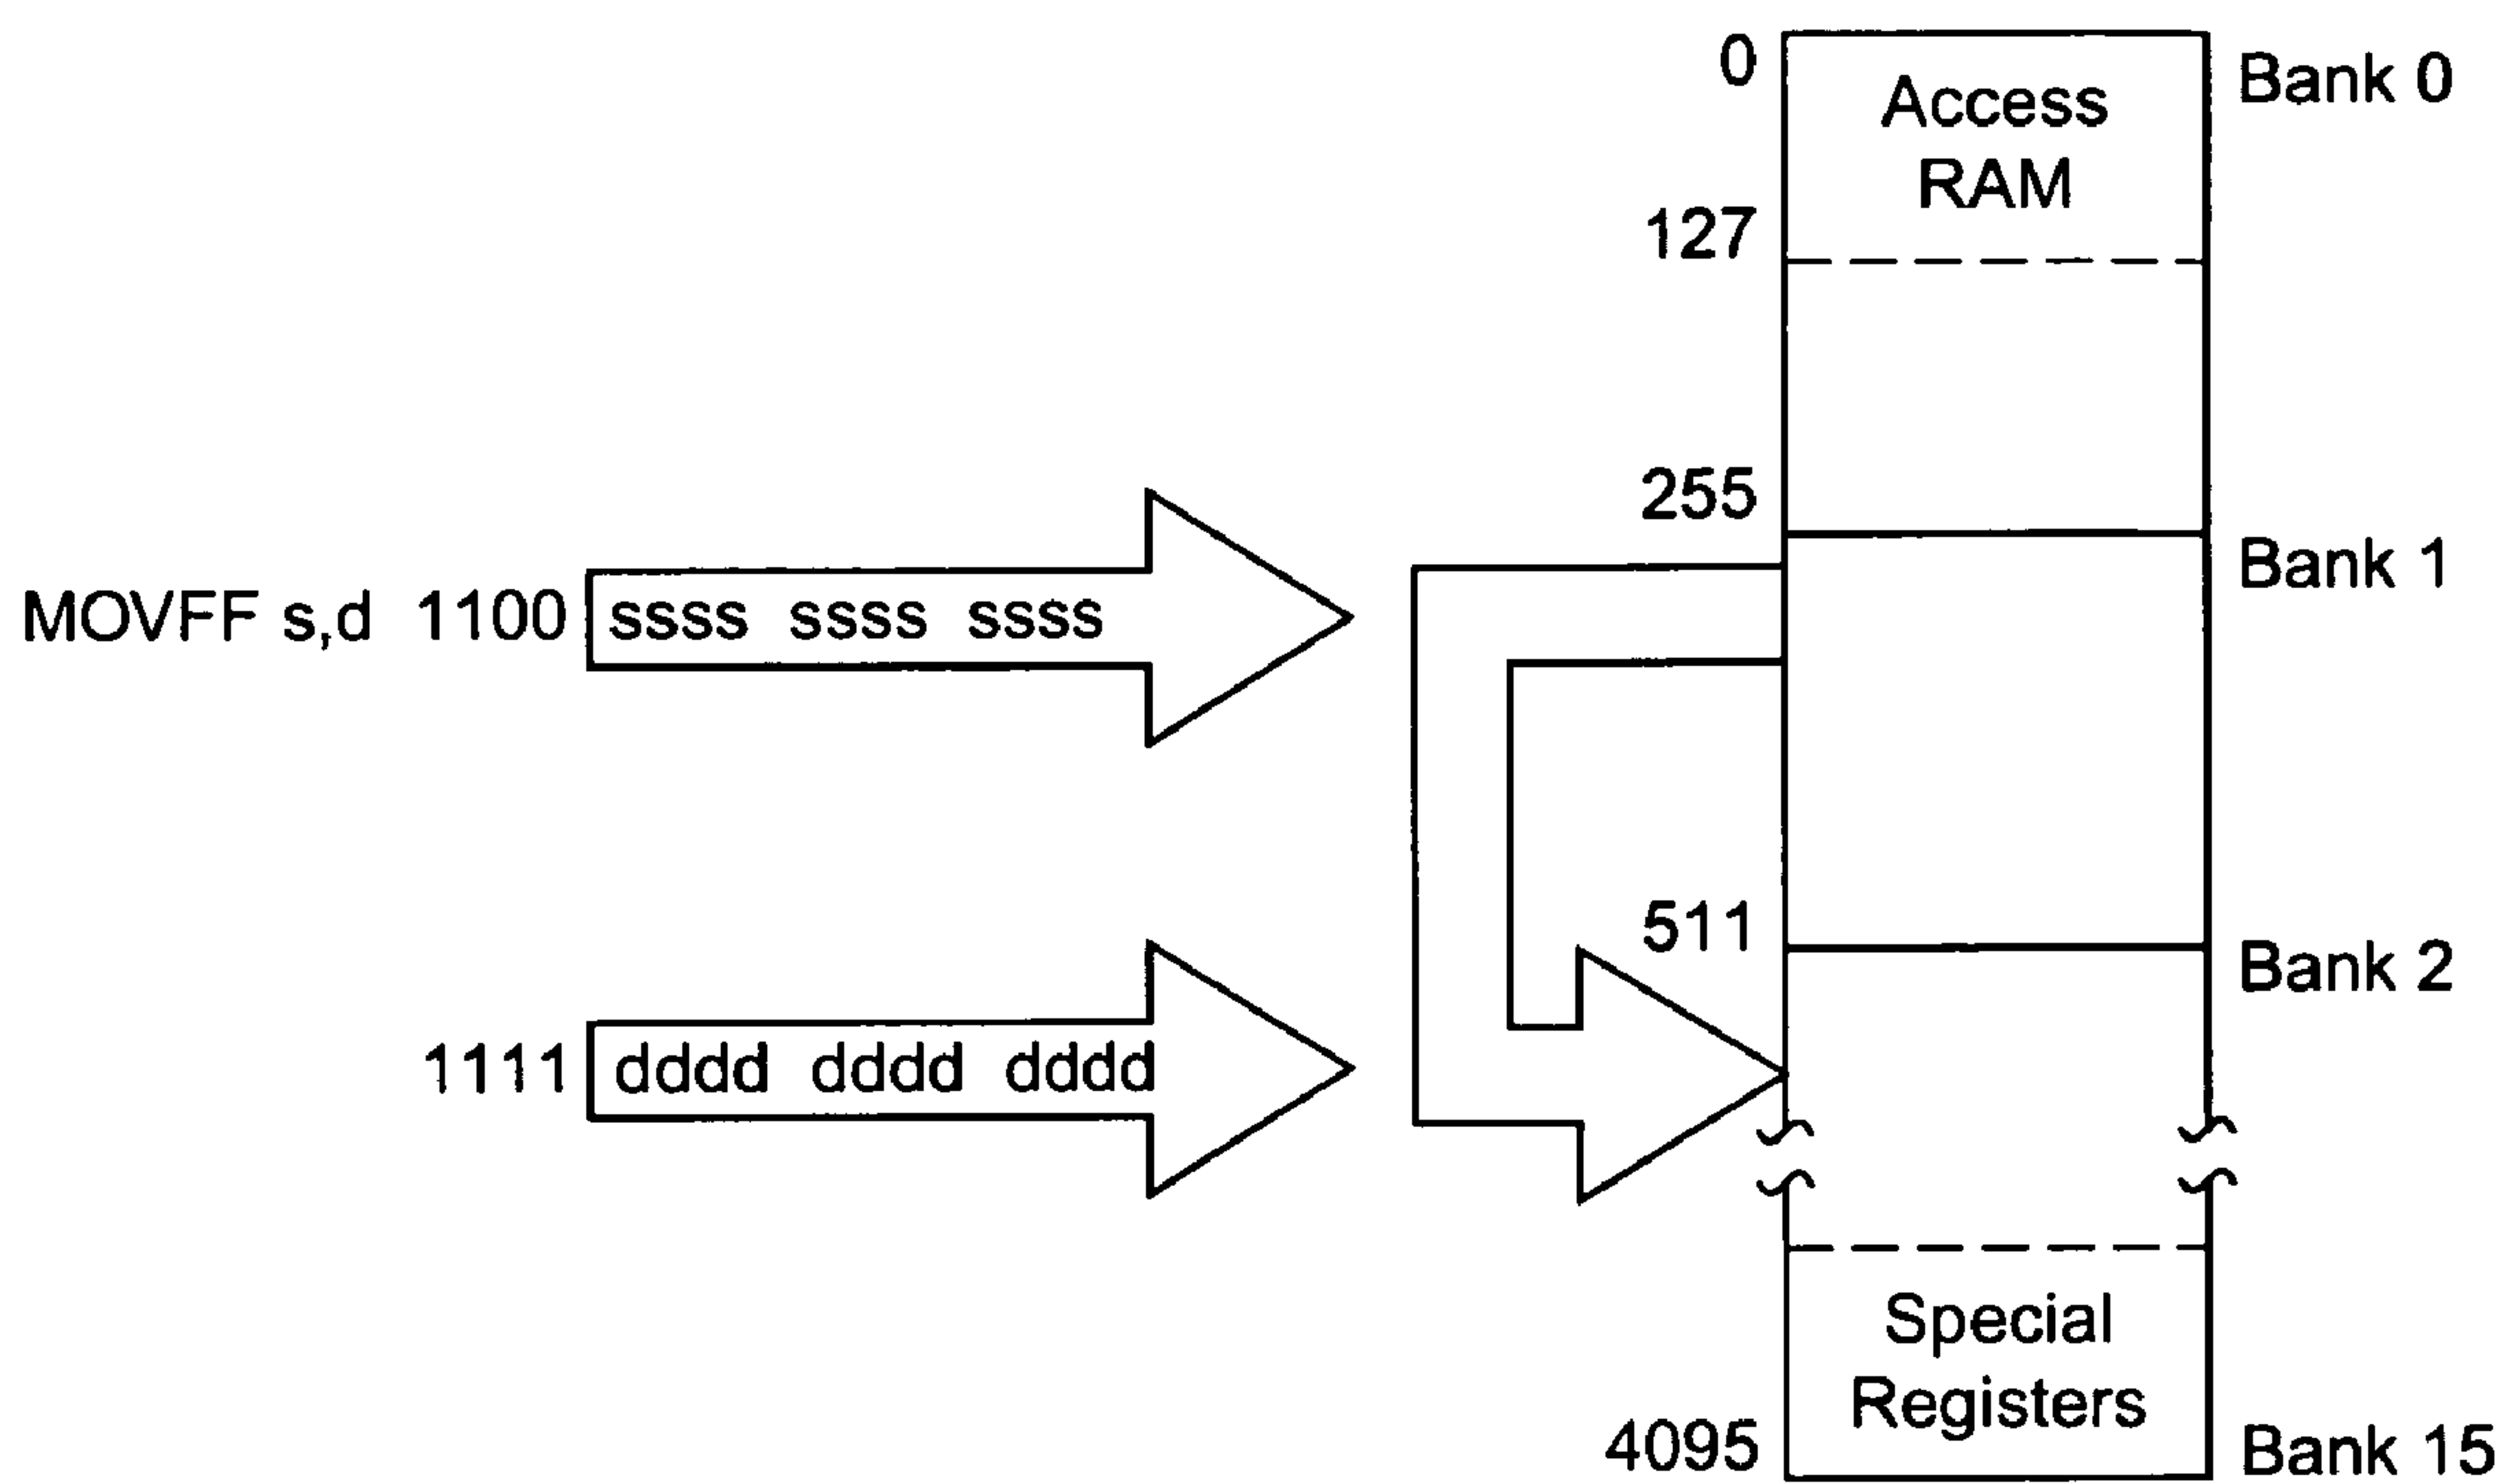 0
Access
RAM
Bank 0
127
255
Bank 1
MOVFF s,d 1100 ssss ssss ssss
511
Bank 2
1111 dddd dddd dddd
Special
Registers
4095
Bank 15